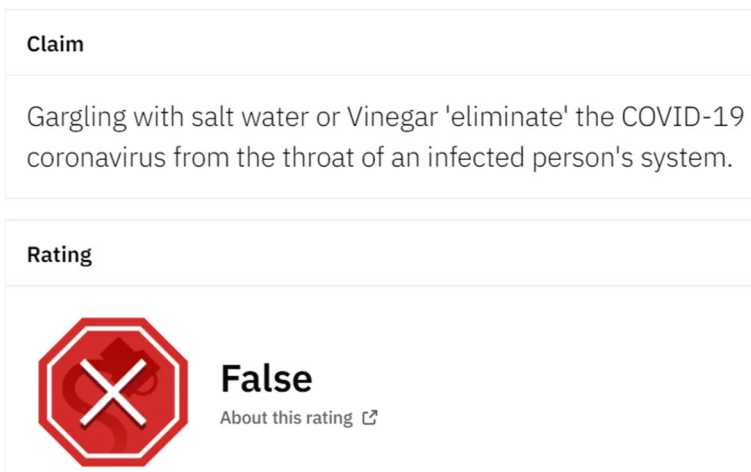 Claim
Gargling with salt water or Vinegar 'eliminate' the COVID-19
coronavirus from the throat of an infected person's system.
Rating
False
About this rating